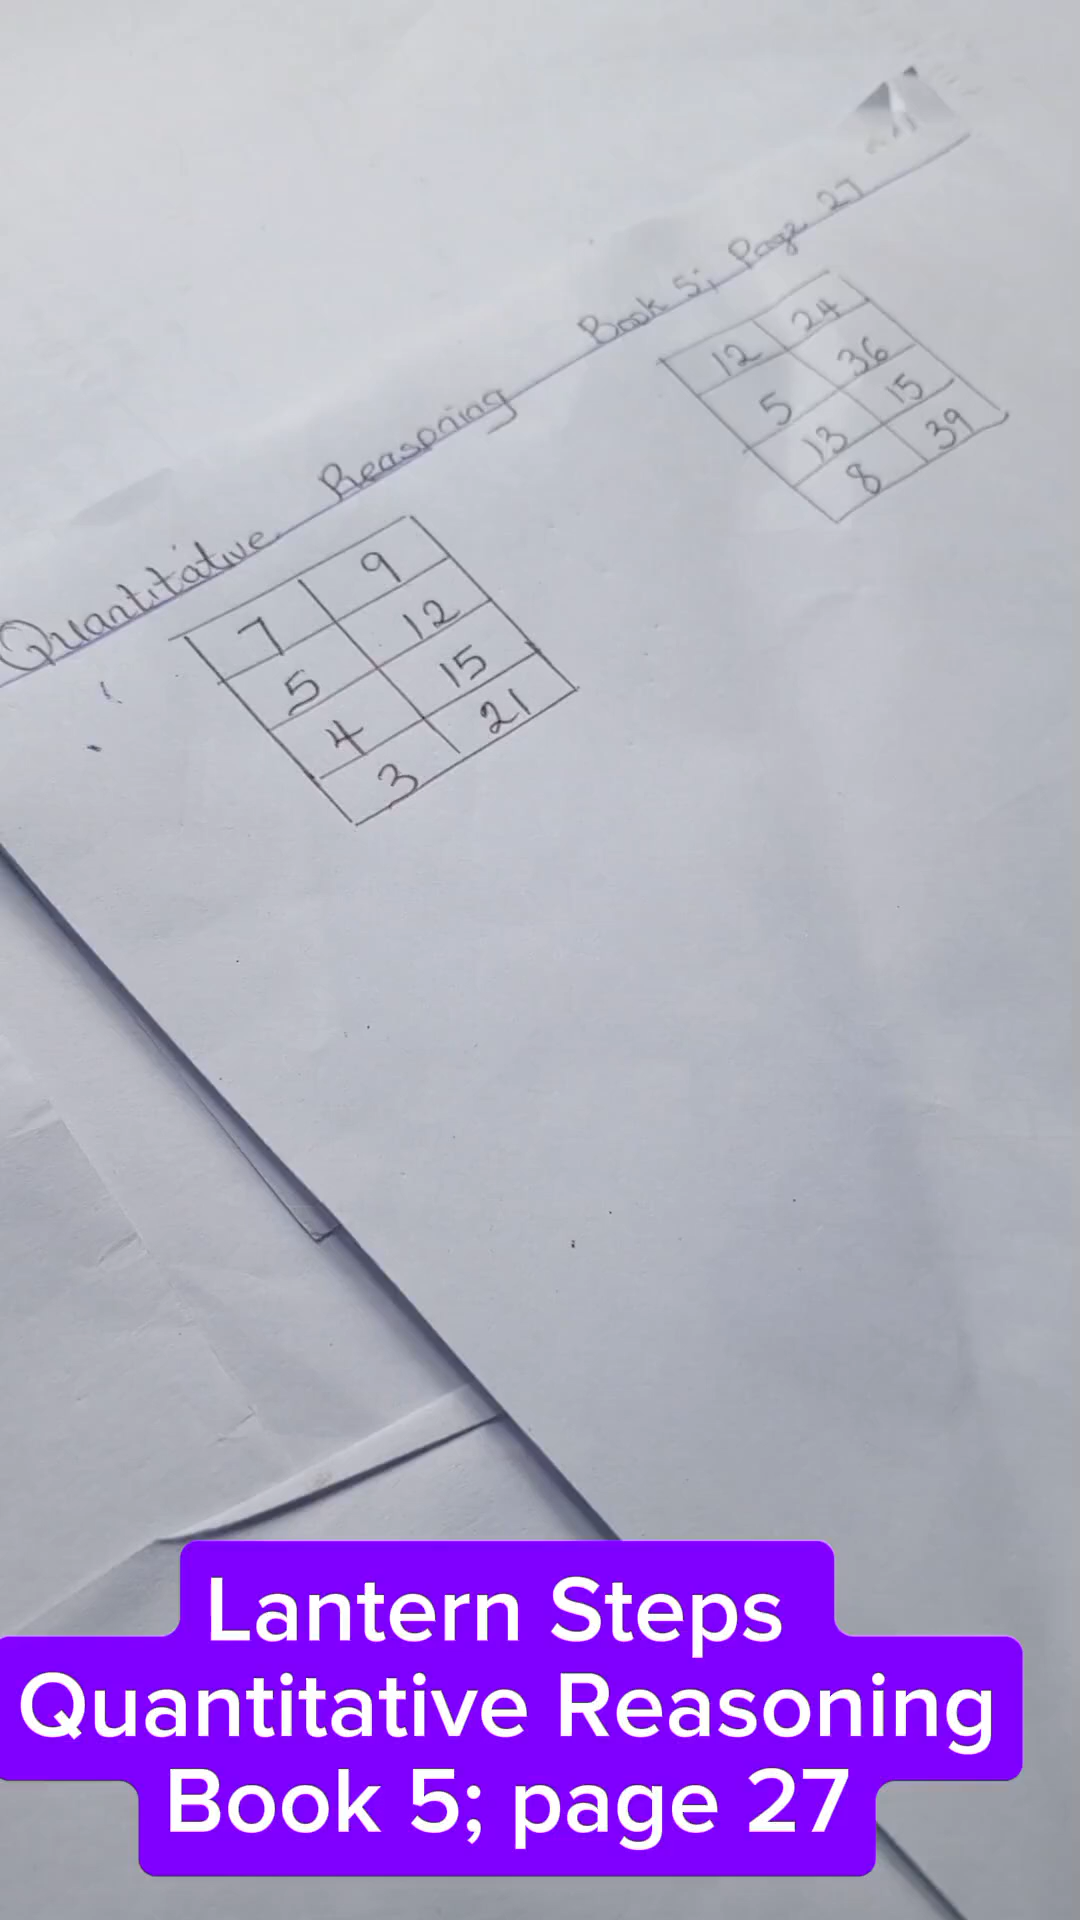 Quantitative Reasoning Book 5; Page 27
7 9
5 12
4 15
3 21
12 24
5 36
13 15
8 39
Lantern Steps
Quantitative Reasoning
Book 5; page 27